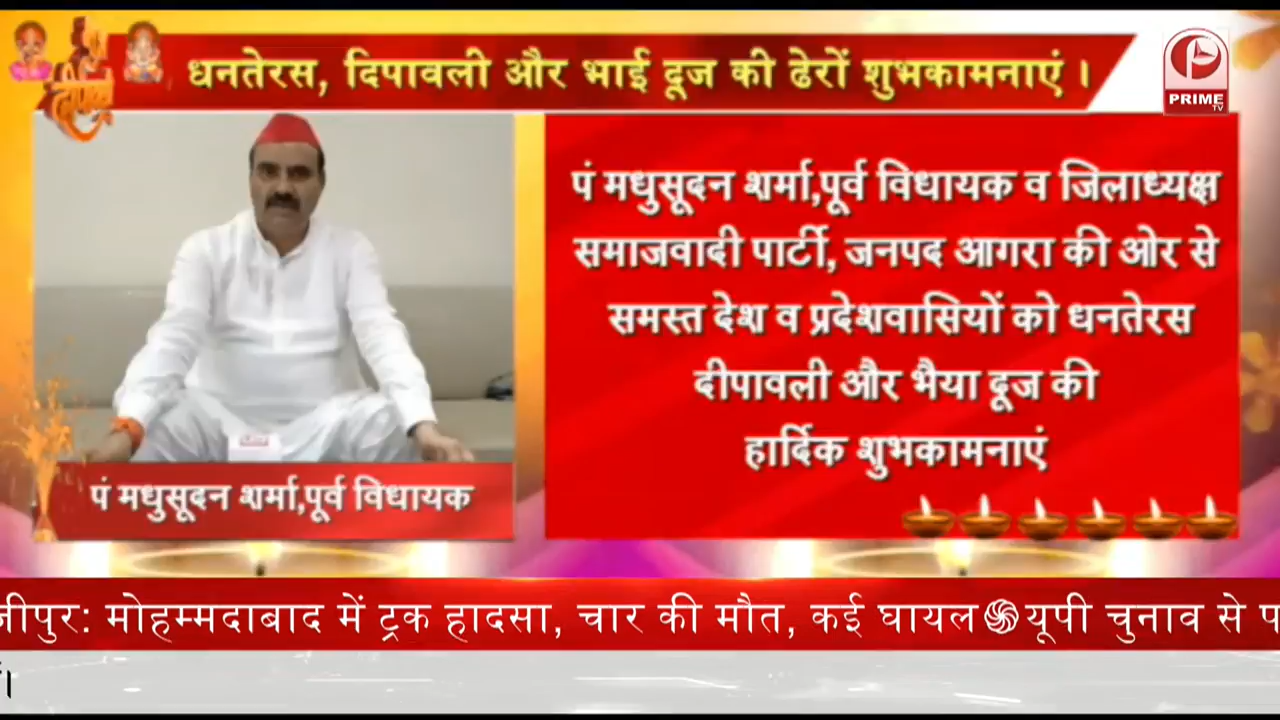 धनतेरस, दिपावली और भाई दूज की ढेरों शुभकामनाएं ।
PRIME
TV
पं मधुसूदन शर्मा,पूर्व विधायक व जिलाध्यक्ष
समाजवादी पार्टी, जनपद आगरा की ओर से
समस्त देश व प्रदेशवासियों को धनतेरस
दीपावली और भैया दूज की
हार्दिक शुभकामनाएं
पं मधुसूदन शर्मा,पूर्व विधायक
जीपुर: मोहम्मदाबाद में ट्रक हादसा, चार की मौत, कई घायल यूपी चुनाव से प